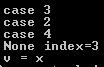 case 3
case 2
case 4
None index=3
v = x